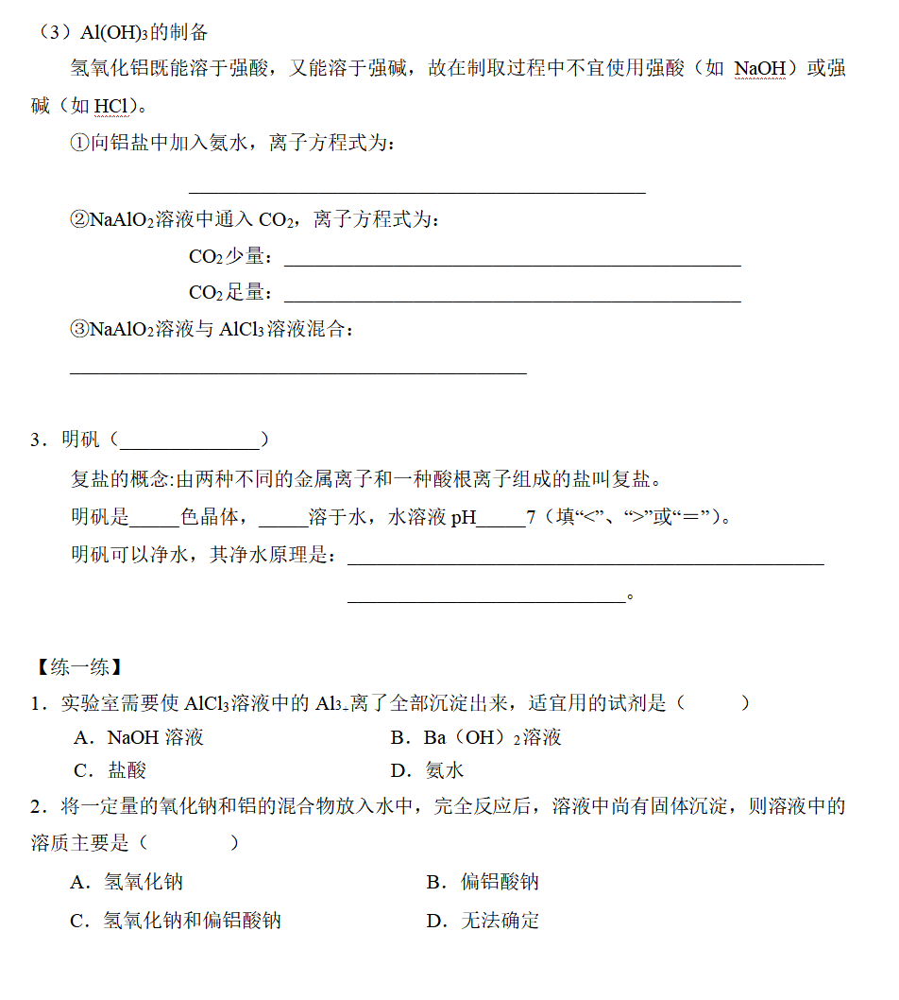 （3）Al(OH)₃的制备
氢氧化铝既能溶于强酸，又能溶于强碱，故在制取过程中不宜使用强酸（如 NaOH）或强
碱（如 HCl）。
①向铝盐中加入氨水，离子方程式为：
______________________________________________
②NaAlO₂溶液中通入 CO₂，离子方程式为：
CO₂少量：______________________________________________
CO₂足量：______________________________________________
③NaAlO₂溶液与 AlCl₃溶液混合：
______________________________________________
3．明矾（______________）
复盐的概念:由两种不同的金属离子和一种酸根离子组成的盐叫复盐。
明矾是_____色晶体，_____溶于水，水溶液 pH_____7（填“<”、“>”或“＝”）。
明矾可以净水，其净水原理是：________________________________________________
____________________________。
【练一练】
1．实验室需要使 AlCl₃溶液中的 Al₃₊离了全部沉淀出来，适宜用的试剂是（ ）
A．NaOH 溶液 B．Ba（OH）₂溶液
C．盐酸 D．氨水
2．将一定量的氧化钠和铝的混合物放入水中，完全反应后，溶液中尚有固体沉淀，则溶液中的
溶质主要是（ ）
A．氢氧化钠 B．偏铝酸钠
C．氢氧化钠和偏铝酸钠 D．无法确定